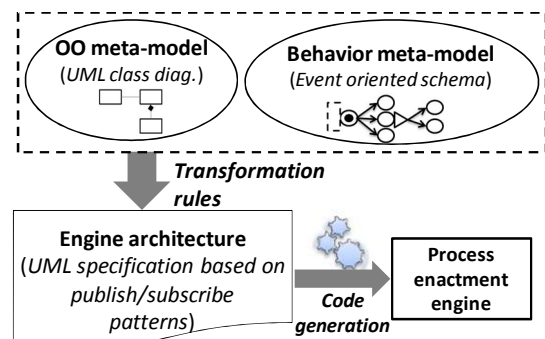 OO meta-model
(UML class diag.)
Behavior meta-model
(Event oriented schema)
Transformation
rules
Engine architecture
(UML specification based on
publish/subscribe
patterns)
Code
generation
Process
enactment
engine